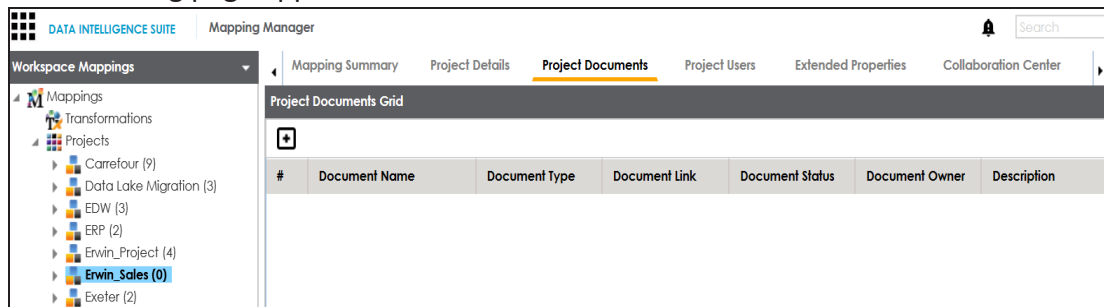 DATA INTELLIGENCE SUITE Mapping Manager Search
Workspace Mappings
Mapping Summary Project Details Project Documents Project Users Extended Properties Collaboration Center
Mappings
Transformations
Projects
Carrefour (9)
Data Lake Migration (3)
EDW (3)
ERP (2)
Erwin_Project (4)
Erwin_Sales (0)
Exeter (2)
Project Documents Grid
# Document Name Document Type Document Link Document Status Document Owner Description